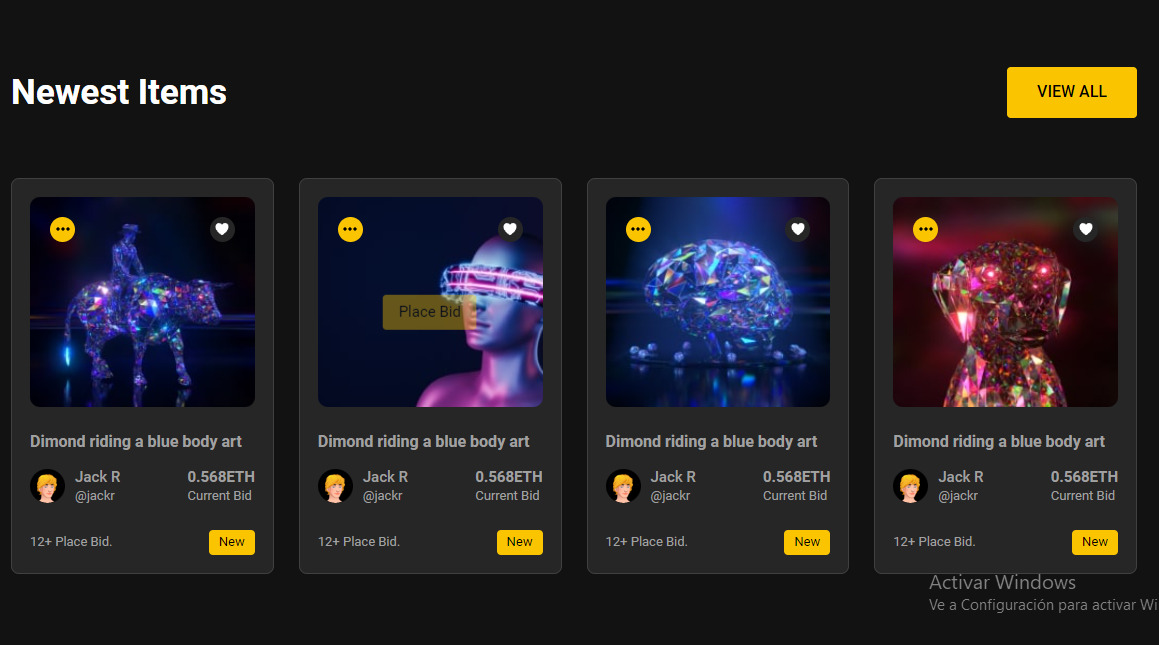 Newest Items
VIEW ALL
Place Bid
Dimond riding a blue body art
Jack R
0.568ETH
@jackr
Current Bid
12+ Place Bid.
New
Dimond riding a blue body art
Jack R
0.568ETH
@jackr
Current Bid
12+ Place Bid.
New
Dimond riding a blue body art
Jack R
0.568ETH
@jackr
Current Bid
12+ Place Bid.
New
Dimond riding a blue body art
Jack R
0.568ETH
@jackr
Current Bid
12+ Place Bid.
New
Activar Windows
Ve a Configuración para activar Wi